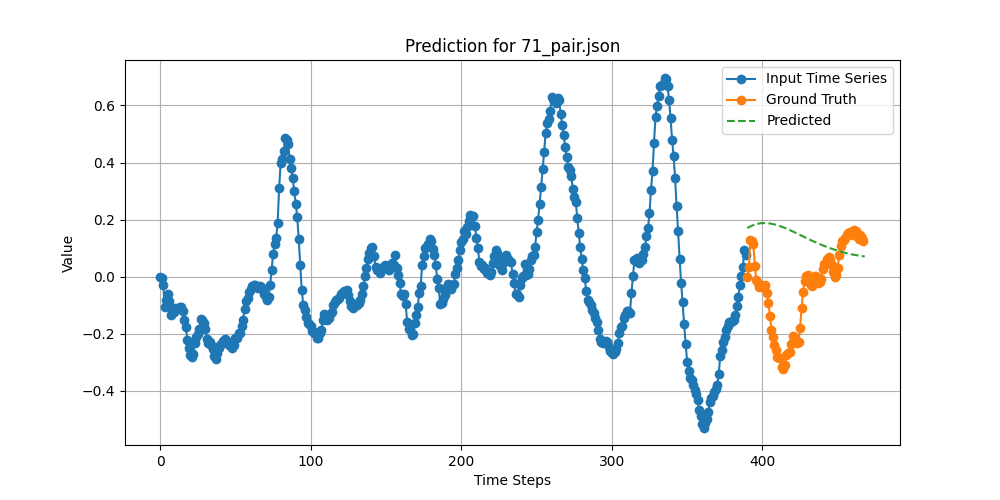 Prediction for 71_pair.json
Input Time Series
Ground Truth
Predicted
Value
0.6
0.4
0.2
0.0
−0.2
−0.4
0 100 200 300 400
Time Steps